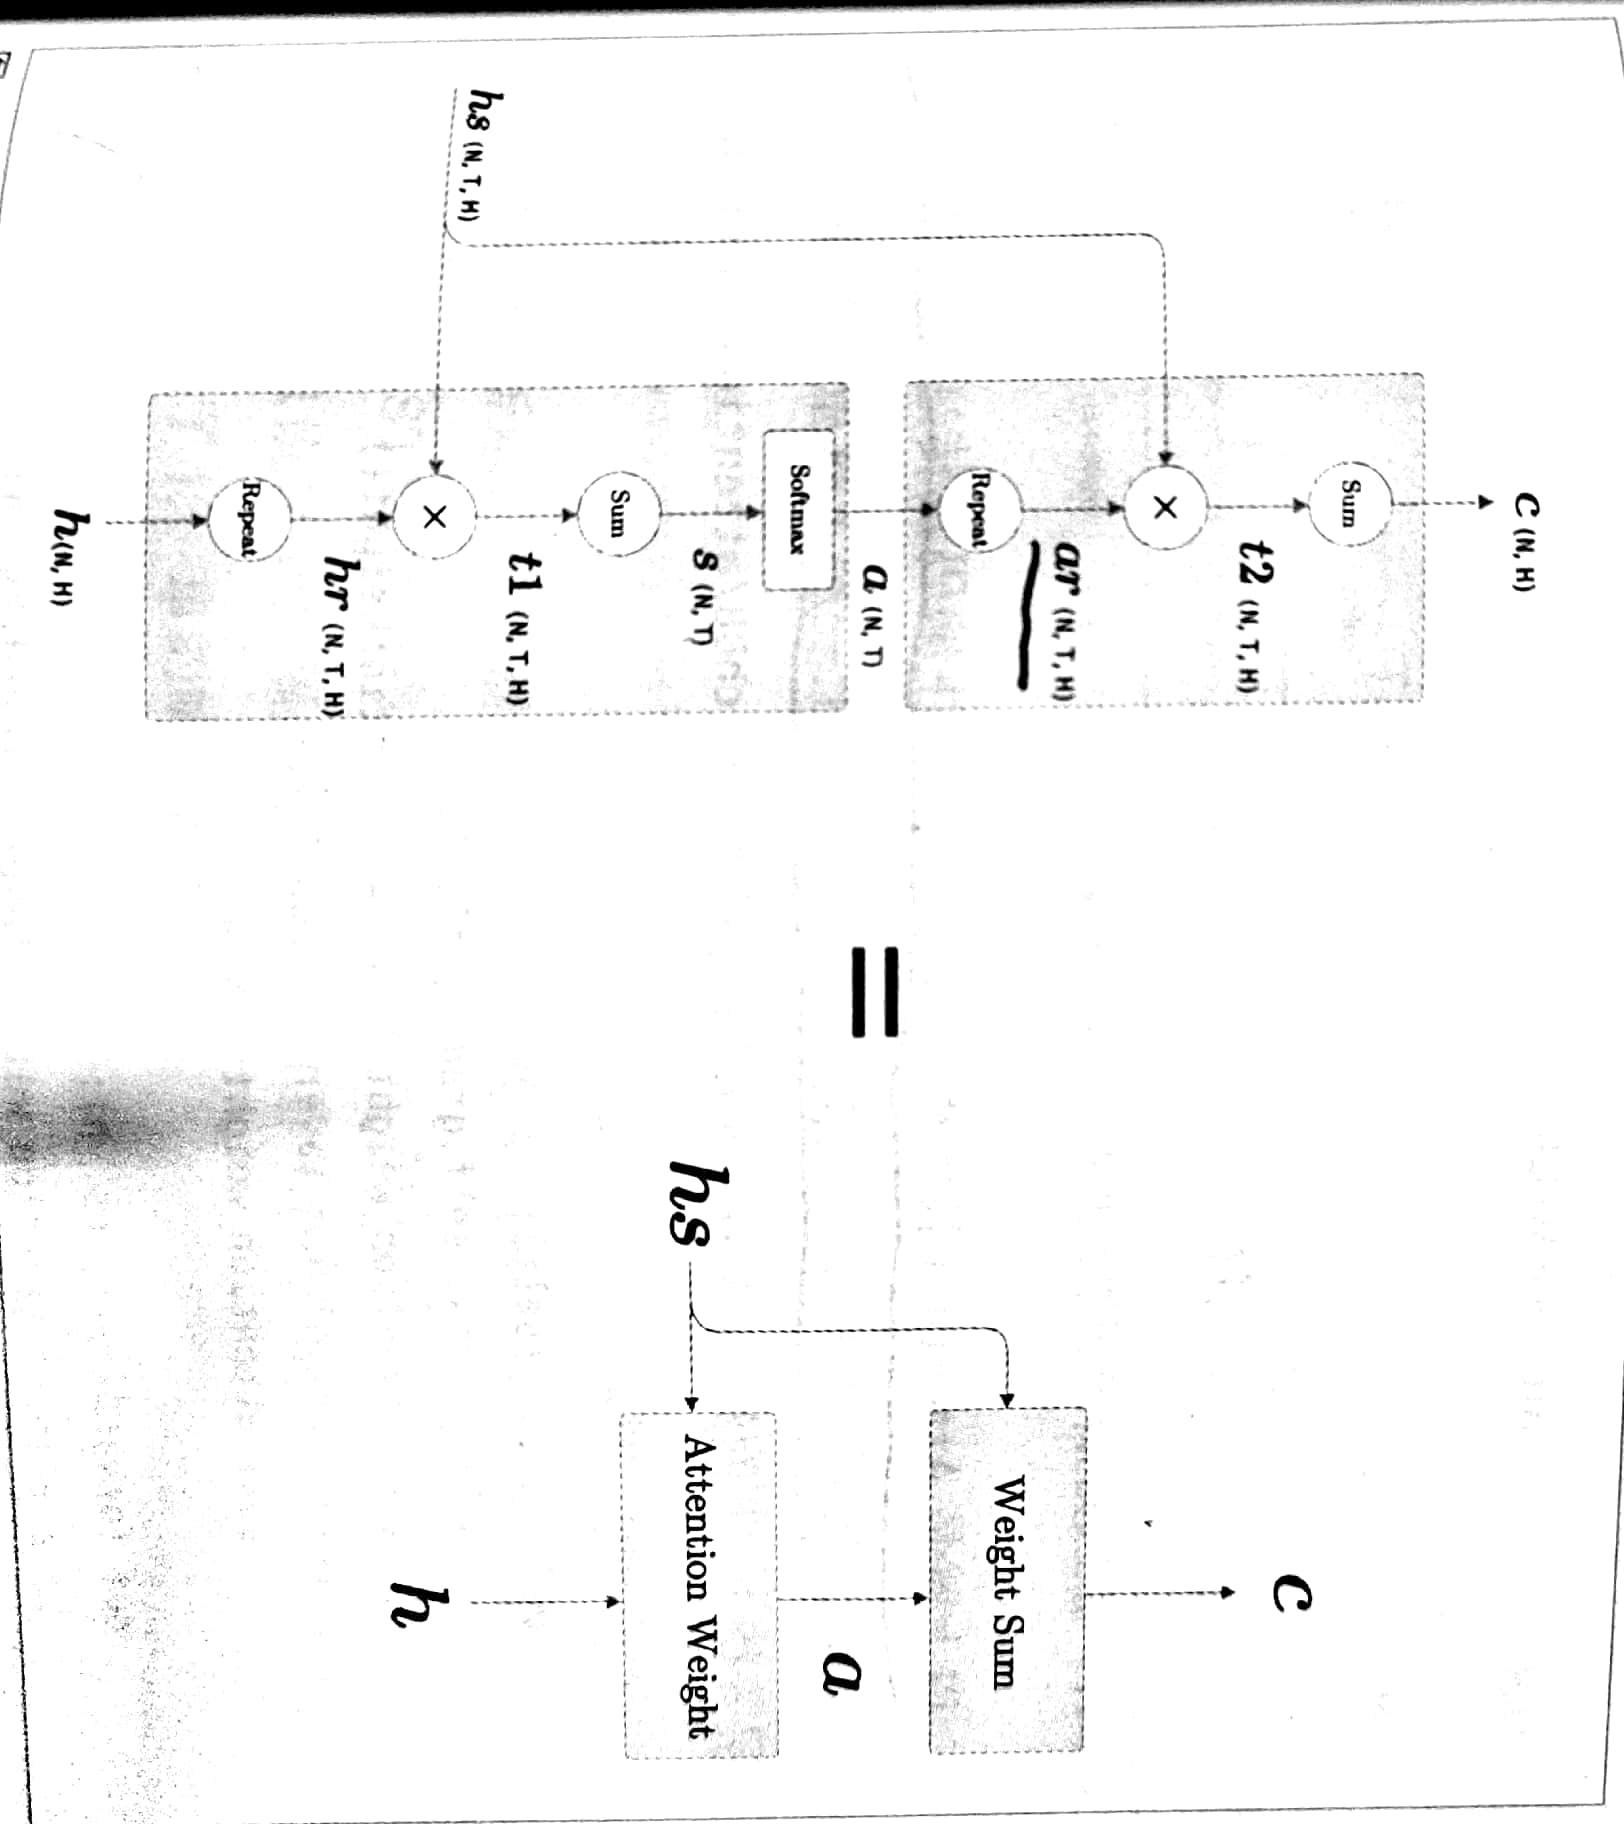 c (N, H)
Sum
t2 (N, T, H)
×
ar (N, T, H)
Repeat
a (N, T)
Softmax
s (N, T)
Sum
t1 (N, T, H)
hs (N, T, H)
×
hr (N, T, H)
Repeat
h (N, H)
=
c
Weight Sum
a
hs
Attention Weight
h